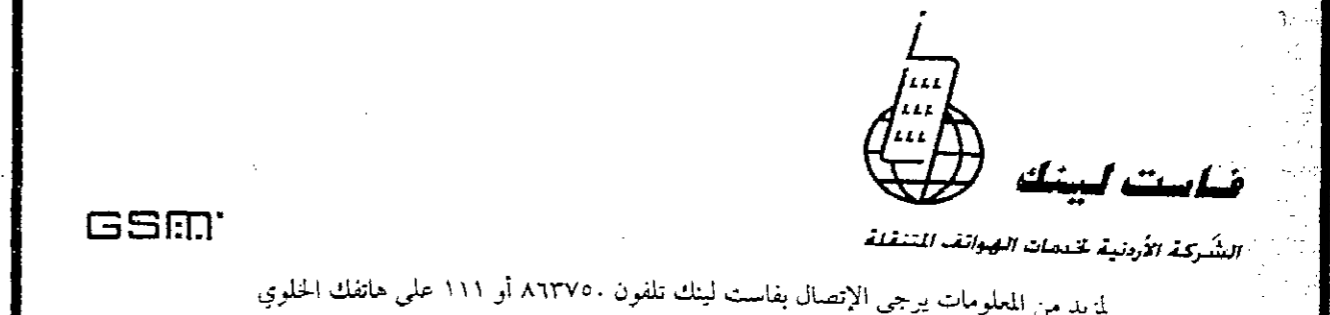 فاست لينك
الشركة الأردنية لخدمات الهواتف المتنقلة
GSM
لمزيد من المعلومات يرجى الإتصال بفاست لينك تلفون ٨٦٣٧٥٠ أو ١١١ على هاتفك الخلوي